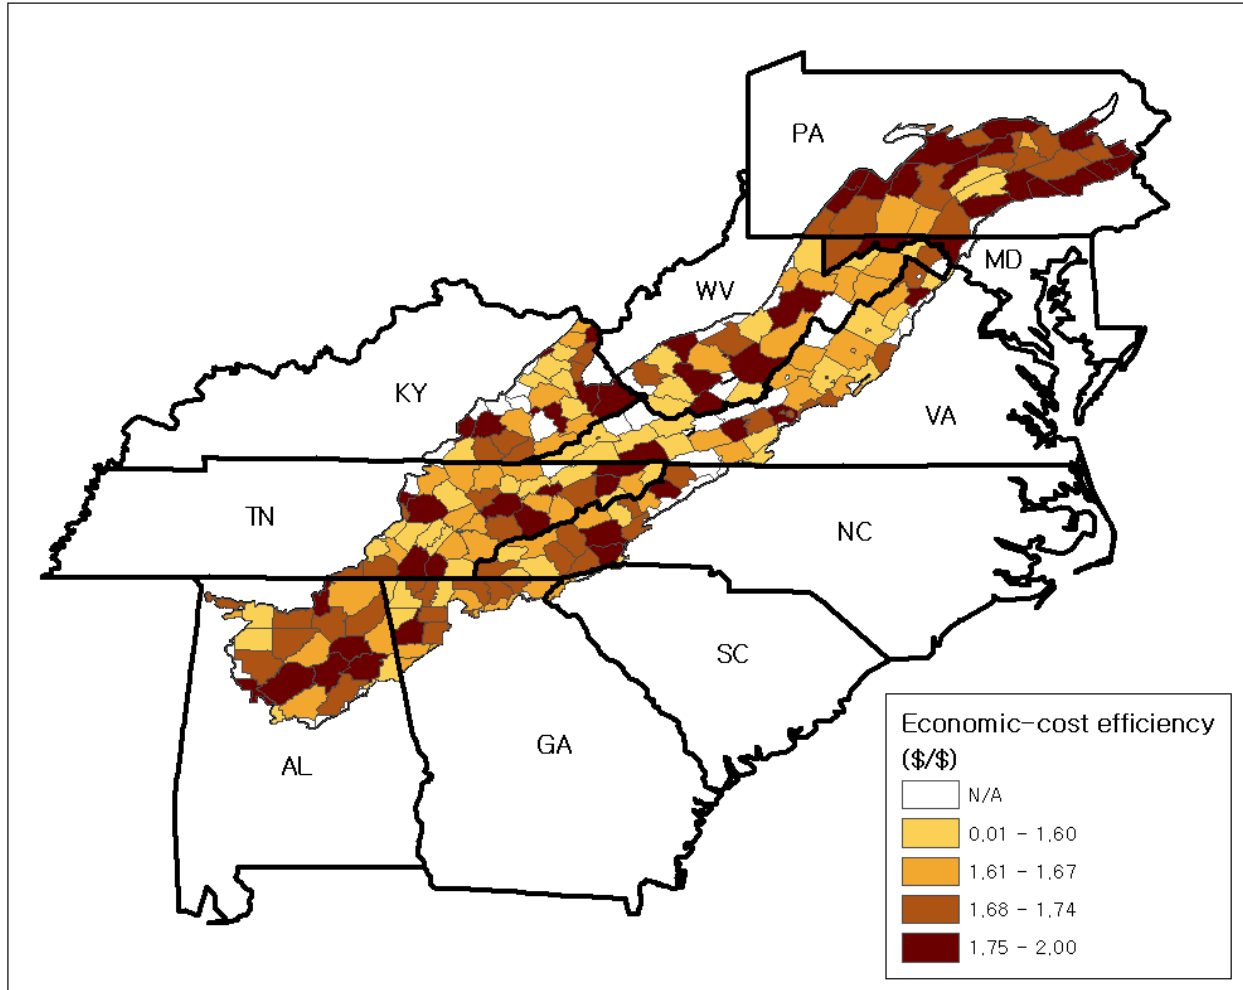 PA
MD
WV
KY
VA
TN
NC
SC
GA
AL
Economic-cost efficiency
($/$)
N/A
0.01 - 1.60
1.61 - 1.67
1.68 - 1.74
1.75 - 2.00